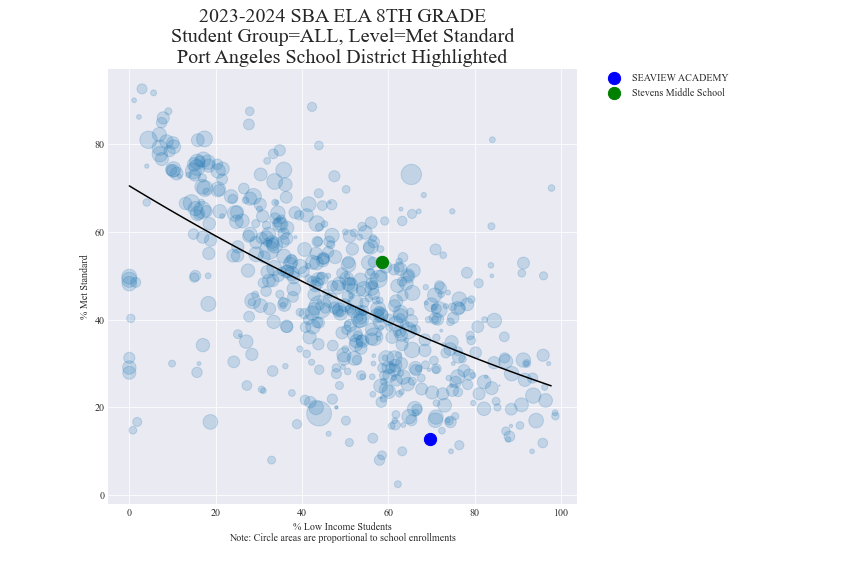 2023-2024 SBA ELA 8TH GRADE
Student Group=ALL, Level=Met Standard
Port Angeles School District Highlighted
SEAVIEW ACADEMY
Stevens Middle School
% Met Standard
80
60
40
20
0
0 20 40 60 80 100
% Low Income Students
Note: Circle areas are proportional to school enrollments